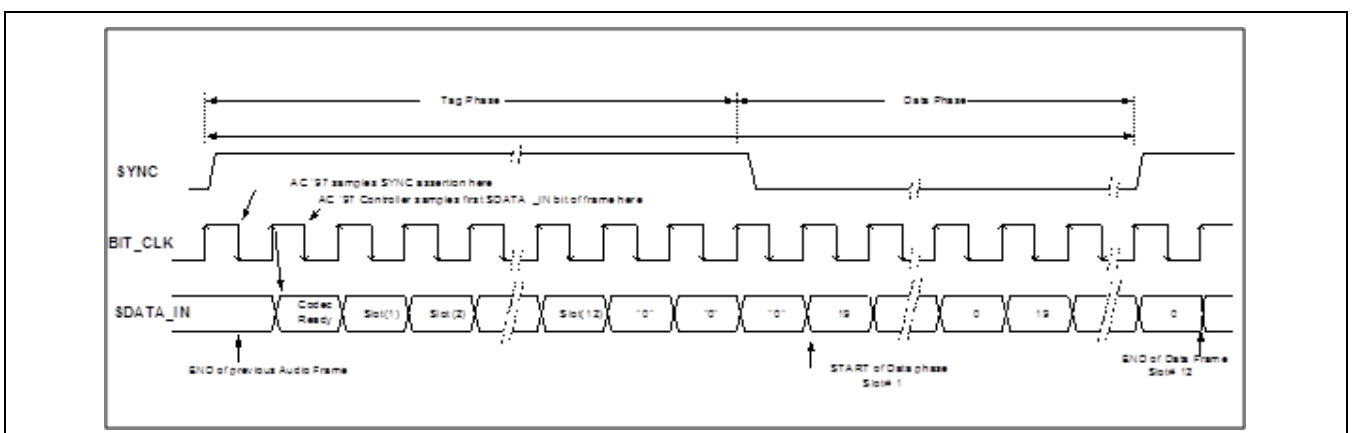 Tag Phase
Data Phase
SYNC
AC '97 samples SYNC assertion here
AC '97 Controller samples first SDATA _IN bit of frame here
BIT_CLK
SDATA_IN
Codec
Ready
Slot(1)
Slot(2)
Slot(12)
"0"
"0"
"0"
19
0
19
0
END of previous Audio Frame
START of Data phase
Slot# 1
END of Data Frame
Slot# 12